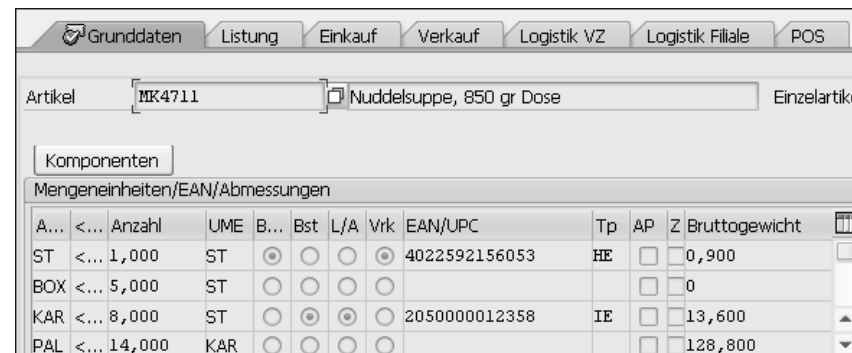 Grunddaten Listung Einkauf Verkauf Logistik VZ Logistik Filiale POS
Artikel MK4711 Nuddelsuppe, 850 gr Dose Einzelartike
Komponenten
Mengeneinheiten/EAN/Abmessungen
A... <... Anzahl UME B... Bst L/A Vrk EAN/UPC Tp AP Z Bruttogewicht
ST <... 1,000 ST 4022592156053 HE 0,900
BOX <... 5,000 ST 0
KAR <... 8,000 ST 2050000012358 IE 13,600
PAL <... 14,000 KAR 128,800